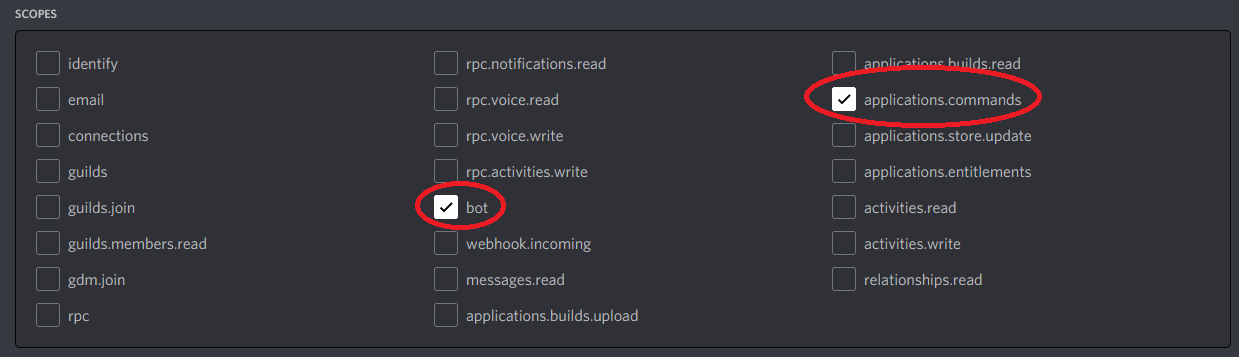 SCOPES
identify
email
connections
guilds
guilds.join
guilds.members.read
gdm.join
rpc
rpc.notifications.read
rpc.voice.read
rpc.voice.write
rpc.activities.write
bot
webhook.incoming
messages.read
applications.builds.upload
applications.builds.read
applications.commands
applications.store.update
applications.entitlements
activities.read
activities.write
relationships.read